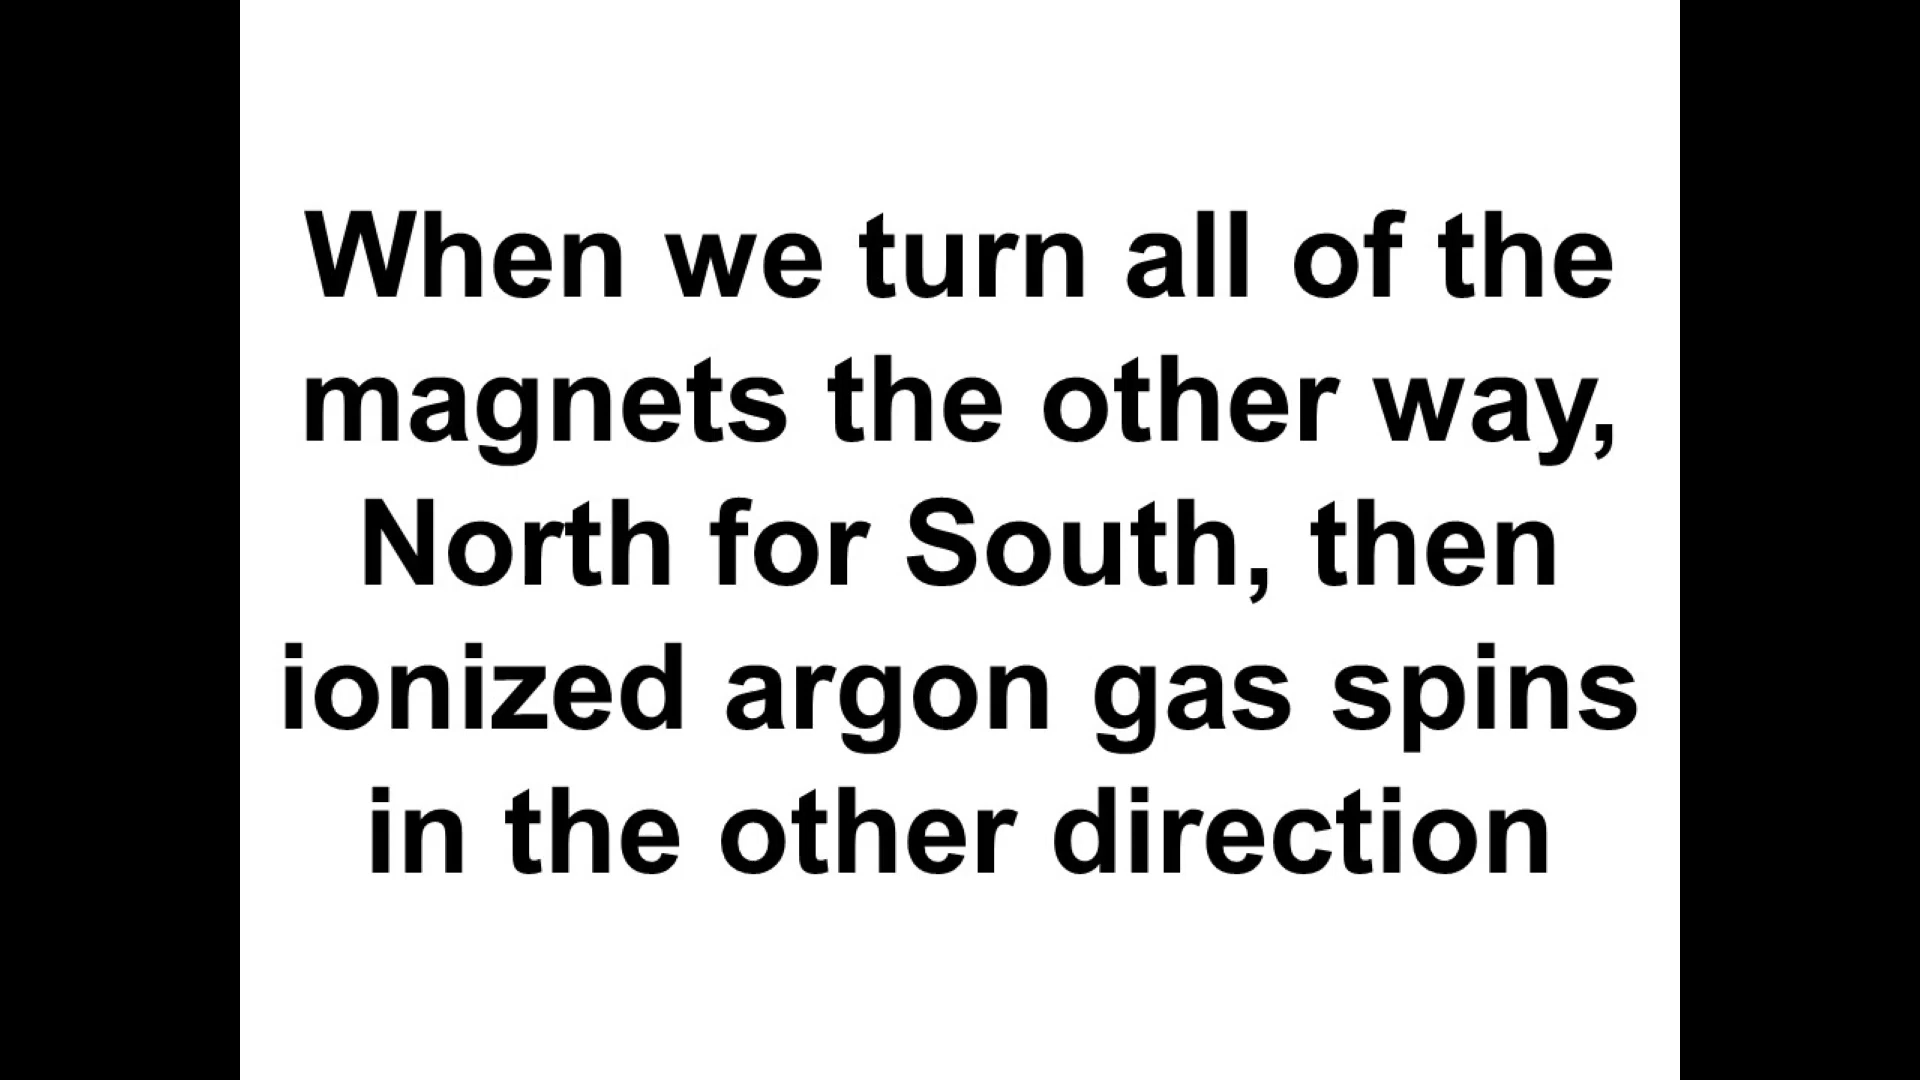 When we turn all of the
magnets the other way,
North for South, then
ionized argon gas spins
in the other direction